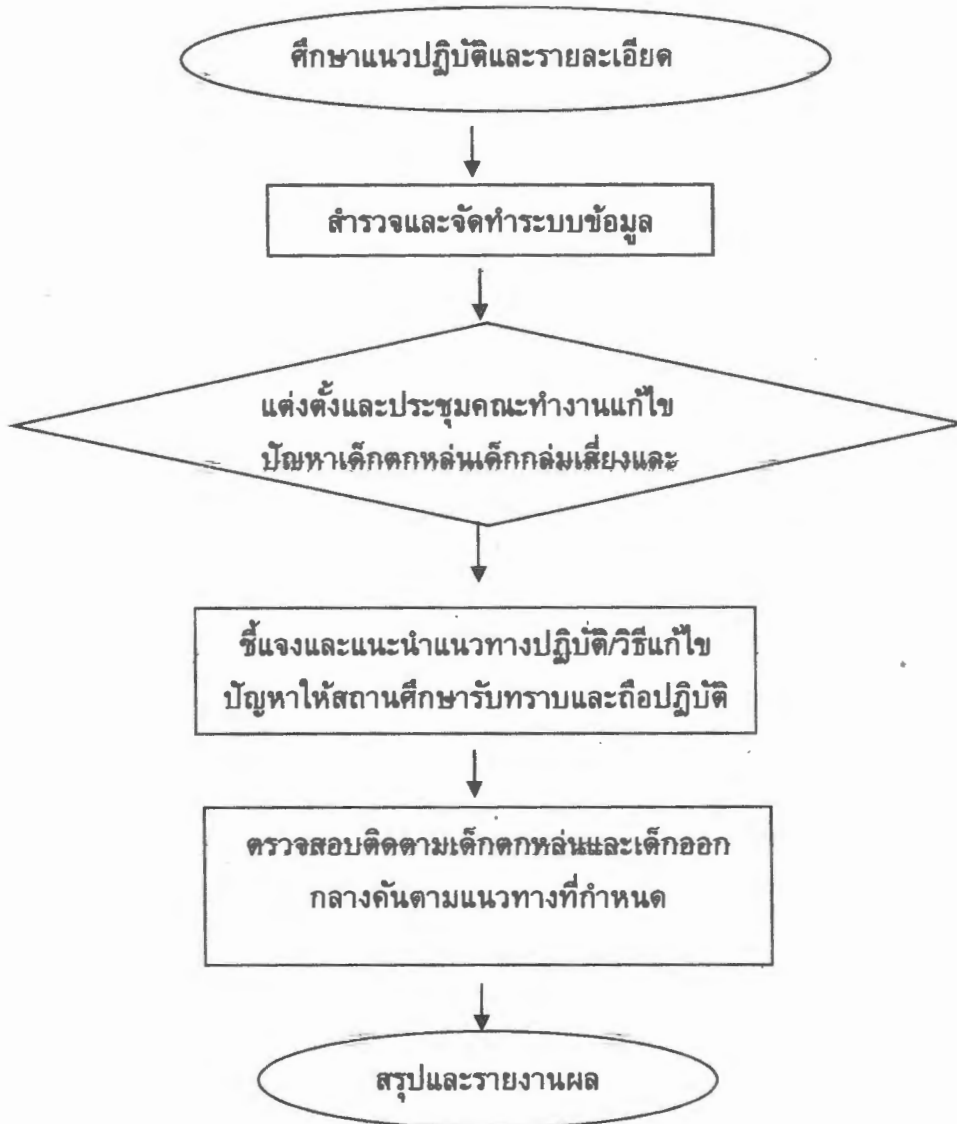 ศึกษาแนวปฏิบัติและรายละเอียด
สำรวจและจัดทำระบบข้อมูล
แต่งตั้งและประชุมคณะทำงานแก้ไข
ปัญหาเด็กตกหล่นเด็กกลุ่มเสี่ยงและ
ชี้แจงและแนะนำแนวทางปฏิบัติ/วิธีแก้ไข
ปัญหาให้สถานศึกษารับทราบและถือปฏิบัติ
ตรวจสอบติดตามเด็กตกหล่นและเด็กออก
กลางคันตามแนวทางที่กำหนด
สรุปและรายงานผล